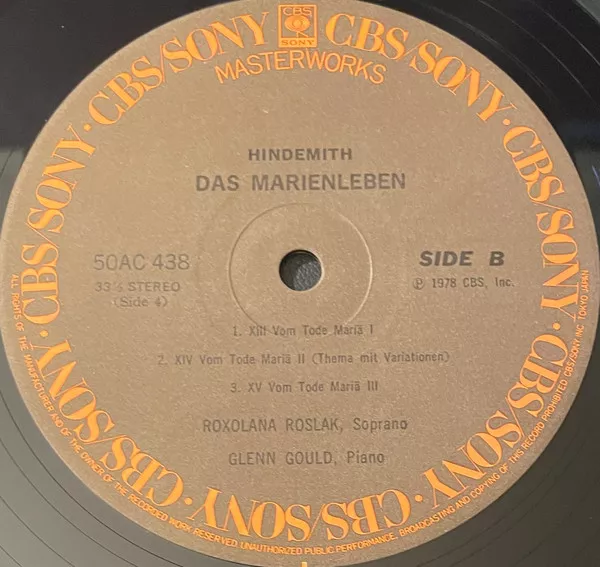 CBS/SONY · CBS/SONY · CBS/SONY · CBS/SONY · CBS/SONY · CBS/SONY · CBS/SONY · CBS/SONY
CBS
SONY
MASTERWORKS
HINDEMITH
DAS MARIENLEBEN
50AC 438
33⅓ STEREO
(Side 4)
SIDE B
Ⓟ 1978 CBS, Inc.
1. XIII Vom Tode Mariä I
2. XIV Vom Tode Mariä II (Thema mit Variationen)
3. XV Vom Tode Mariä III
ROXOLANA ROSLAK, Soprano
GLENN GOULD, Piano
ALL RIGHTS OF THE MANUFACTURER AND OF THE OWNER OF THE RECORDED WORK RESERVED. UNAUTHORIZED PUBLIC PERFORMANCE, BROADCASTING AND COPYING OF THIS RECORD PROHIBITED CBS/SONY INC. TOKYO JAPAN